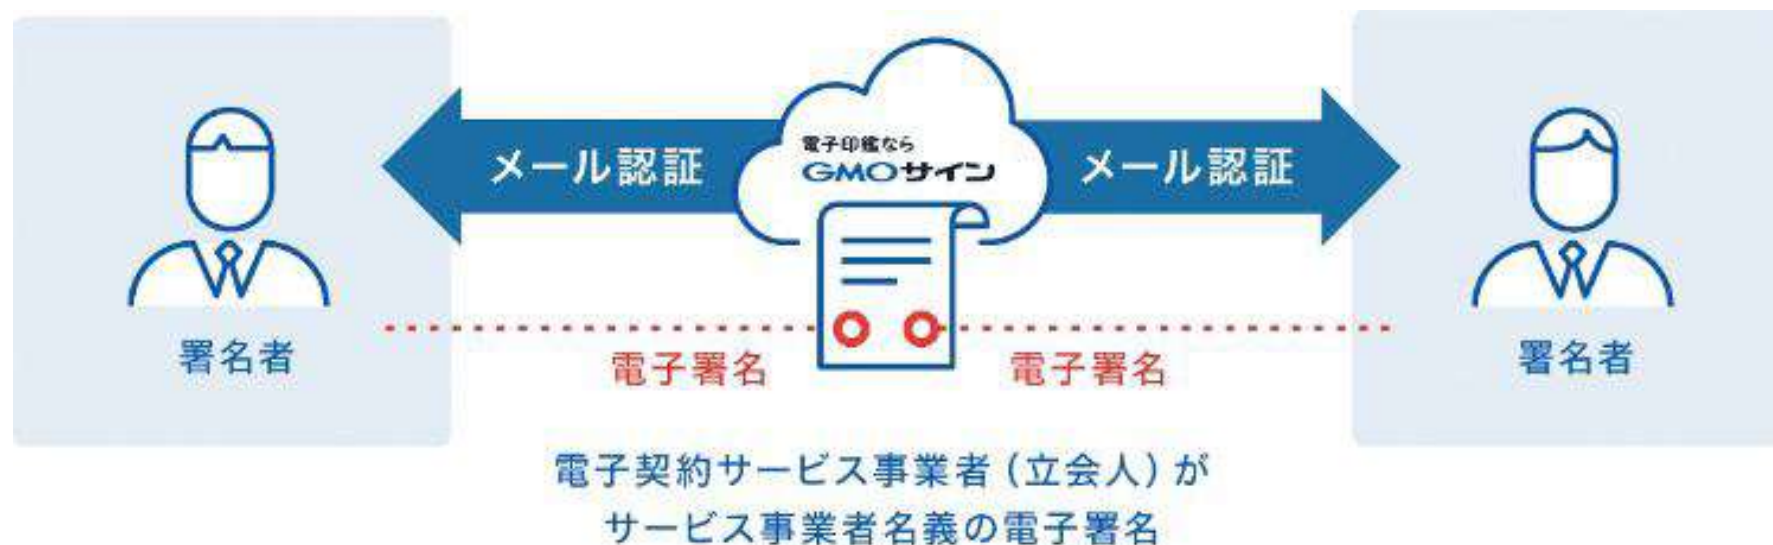 メール認証
電子印鑑なら
GMOサイン
メール認証
署名者
電子署名
電子署名
署名者
電子契約サービス事業者(立会人)が
サービス事業者名義の電子署名